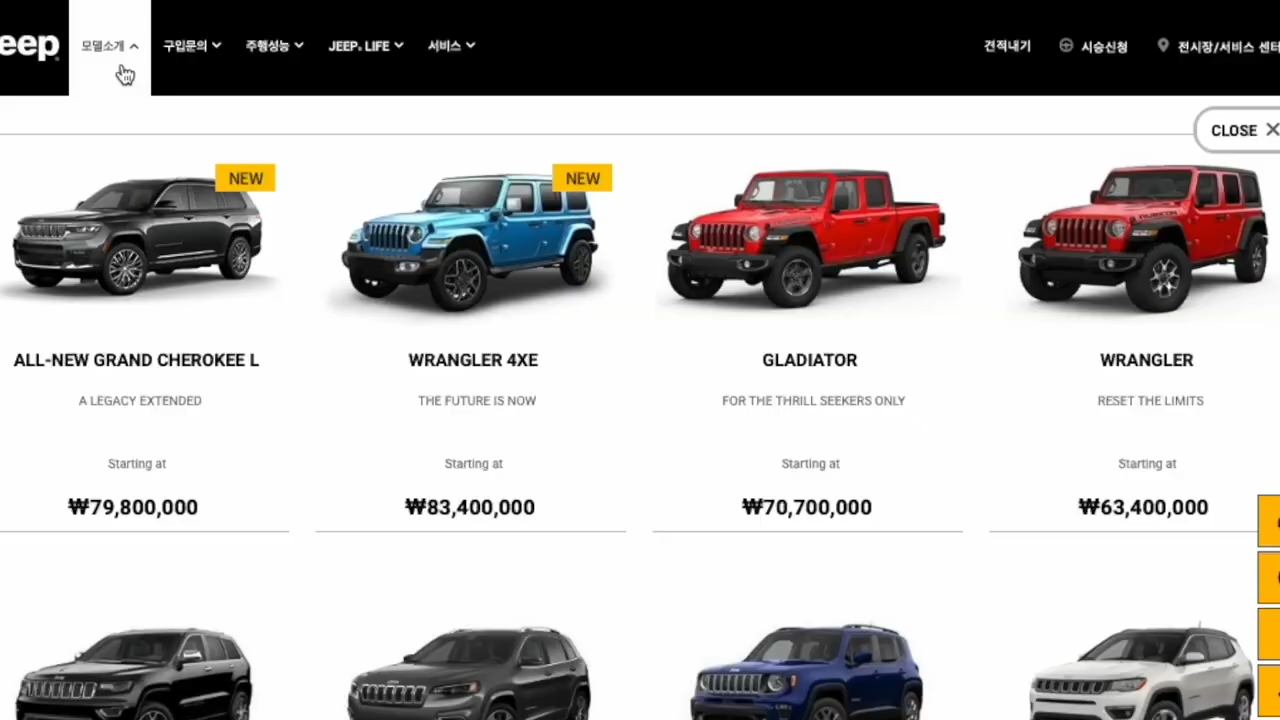 eep
모델소개 구입문의 주행성능 JEEP® LIFE 서비스 견적내기 시승신청 전시장/서비스 센터
CLOSE ×
NEW NEW
ALL-NEW GRAND CHEROKEE L WRANGLER 4XE GLADIATOR WRANGLER
A LEGACY EXTENDED THE FUTURE IS NOW FOR THE THRILL SEEKERS ONLY RESET THE LIMITS
Starting at Starting at Starting at Starting at
₩79,800,000 ₩83,400,000 ₩70,700,000 ₩63,400,000